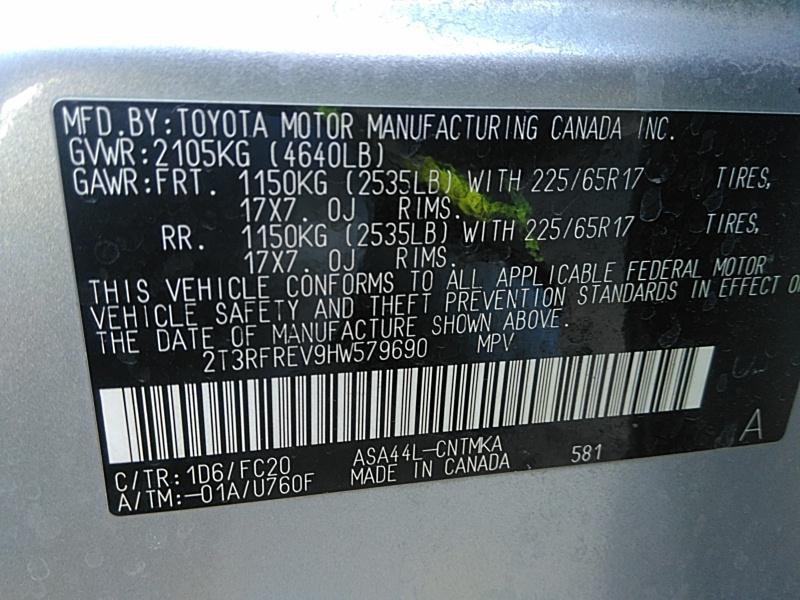 MFD.BY:TOYOTA MOTOR MANUFACTURING CANADA INC.
GVWR:2105KG (4640LB)
GAWR:FRT. 1150KG (2535LB) WITH 225/65R17 TIRES,
17X7. 0J RIMS.
RR. 1150KG (2535LB) WITH 225/65R17 TIRES,
17X7. 0J RIMS.
THIS VEHICLE CONFORMS TO ALL APPLICABLE FEDERAL MOTOR
VEHICLE SAFETY AND THEFT PREVENTION STANDARDS IN EFFECT O
THE DATE OF MANUFACTURE SHOWN ABOVE.
2T3RFREV9HW579690 MPV
A
C/TR:1D6/FC20 ASA44L-CNTMKA 581
A/TM:-01A/U760F MADE IN CANADA